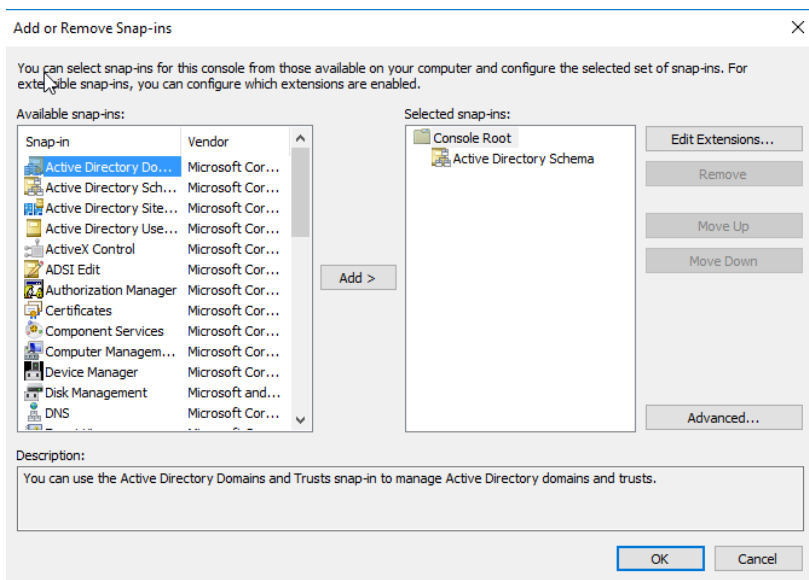 Add or Remove Snap-ins
You can select snap-ins for this console from those available on your computer and configure the selected set of snap-ins. For
extensible snap-ins, you can configure which extensions are enabled.
Available snap-ins:
Snap-in Vendor
Active Directory Do... Microsoft Cor...
Active Directory Sch... Microsoft Cor...
Active Directory Site... Microsoft Cor...
Active Directory Use... Microsoft Cor...
ActiveX Control Microsoft Cor...
ADSI Edit Microsoft Cor...
Authorization Manager Microsoft Cor...
Certificates Microsoft Cor...
Component Services Microsoft Cor...
Computer Managem... Microsoft Cor...
Device Manager Microsoft Cor...
Disk Management Microsoft and...
DNS Microsoft Cor...
Add >
Selected snap-ins:
Console Root
Active Directory Schema
Edit Extensions...
Remove
Move Up
Move Down
Advanced...
Description:
You can use the Active Directory Domains and Trusts snap-in to manage Active Directory domains and trusts.
OK
Cancel